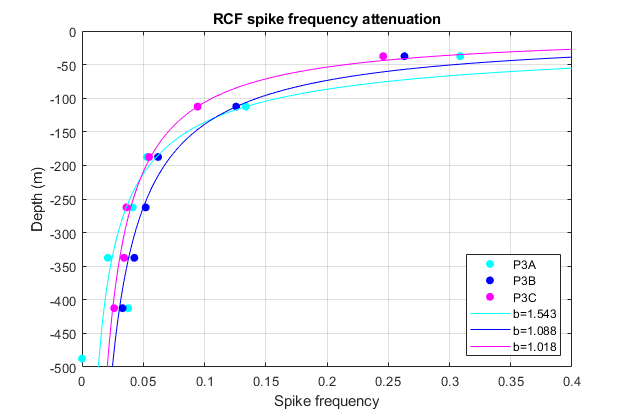 RCF spike frequency attenuation
0
-50
-100
-150
-200
-250
-300
-350
-400
-450
-500
Depth (m)
P3A
P3B
P3C
b=1.543
b=1.088
b=1.018
0 0.05 0.1 0.15 0.2 0.25 0.3 0.35 0.4
Spike frequency